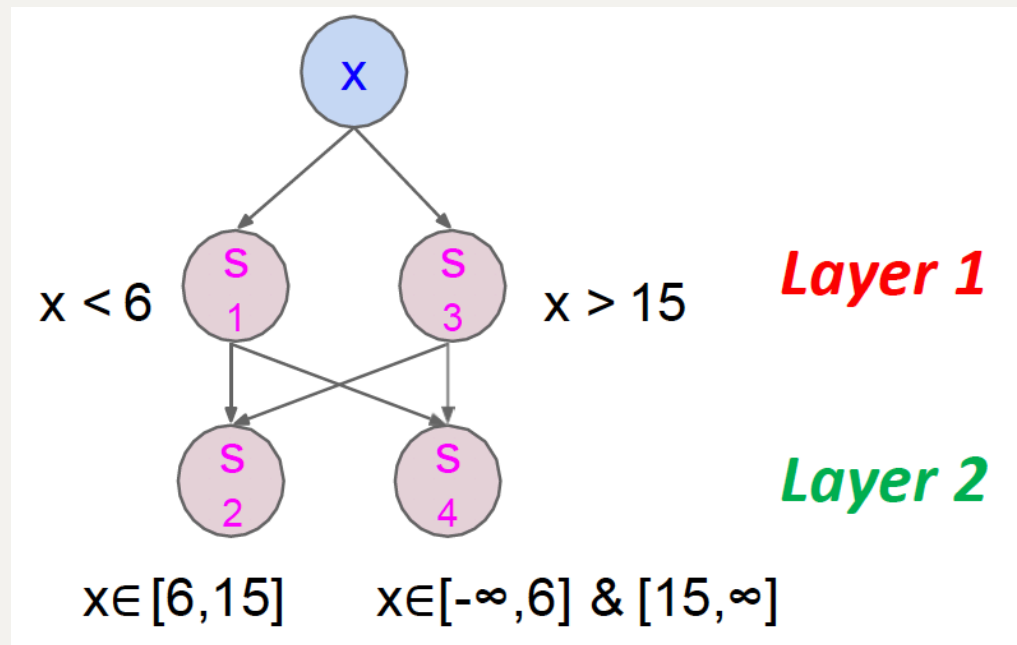 x
x < 6
S
1
S
3
x > 15
Layer 1
S
2
S
4
Layer 2
x∈[6,15]
x∈[-∞,6] & [15,∞]